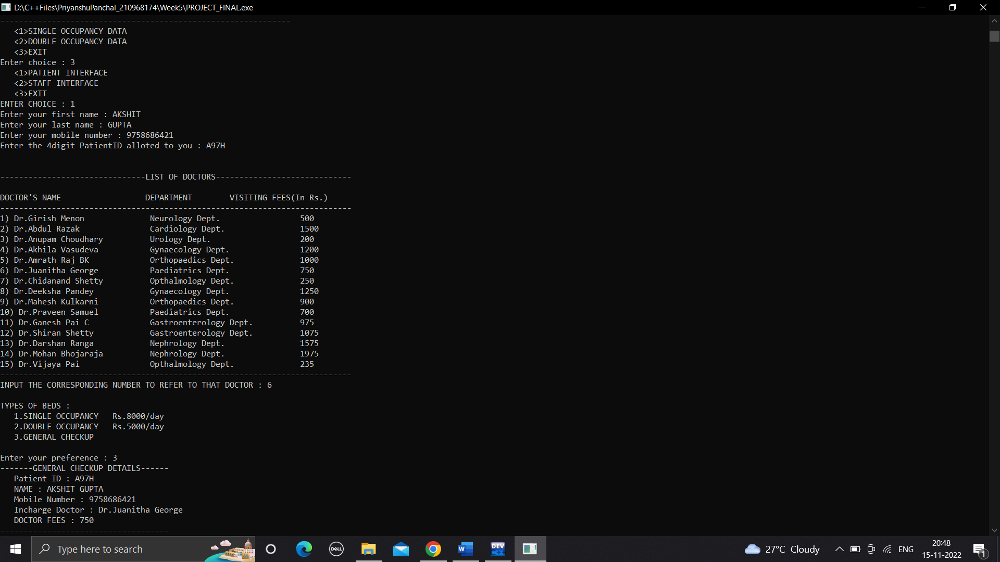 D:\C++Files\PriyanshuPanchal_210968174\Week5\PROJECT_FINAL.exe
--------------------------------------------------------------
<1>SINGLE OCCUPANCY DATA
<2>DOUBLE OCCUPANCY DATA
<3>EXIT
Enter choice : 3
<1>PATIENT INTERFACE
<2>STAFF INTERFACE
<3>EXIT
ENTER CHOICE : 1
Enter your first name : AKSHIT
Enter your last name : GUPTA
Enter your mobile number : 9758686421
Enter the 4digit PatientID alloted to you : A97H
-------------------------------LIST OF DOCTORS-----------------------------
DOCTOR'S NAME                  DEPARTMENT        VISITING FEES(In Rs.)
---------------------------------------------------------------------------
1) Dr.Girish Menon              Neurology Dept.                 500
2) Dr.Abdul Razak               Cardiology Dept.                1500
3) Dr.Anupam Choudhary          Urology Dept.                   200
4) Dr.Akhila Vasudeva           Gynaecology Dept.               1200
5) Dr.Amrath Raj BK             Orthopaedics Dept.              1000
6) Dr.Juanitha George           Paediatrics Dept.               750
7) Dr.Chidanand Shetty          Opthalmology Dept.              250
8) Dr.Deeksha Pandey            Gynaecology Dept.               1250
9) Dr.Mahesh Kulkarni           Orthopaedics Dept.              900
10) Dr.Praveen Samuel           Paediatrics Dept.               700
11) Dr.Ganesh Pai C             Gastroenterology Dept.          975
12) Dr.Shiran Shetty            Gastroenterology Dept.          1075
13) Dr.Darshan Ranga            Nephrology Dept.                1575
14) Dr.Mohan Bhojaraja          Nephrology Dept.                1975
15) Dr.Vijaya Pai               Opthalmology Dept.              235
---------------------------------------------------------------------------
INPUT THE CORRESPONDING NUMBER TO REFER TO THAT DOCTOR : 6
TYPES OF BEDS :
1.SINGLE OCCUPANCY   Rs.8000/day
2.DOUBLE OCCUPANCY   Rs.5000/day
3.GENERAL CHECKUP
Enter your preference : 3
-------GENERAL CHECKUP DETAILS------
Patient ID : A97H
NAME : AKSHIT GUPTA
Mobile Number : 9758686421
Incharge Doctor : Dr.Juanitha George
DOCTOR FEES : 750
------------------------------------
Type here to search
DELL
W
DEV C++
27°C Cloudy
ENG
20:48
15-11-2022
1